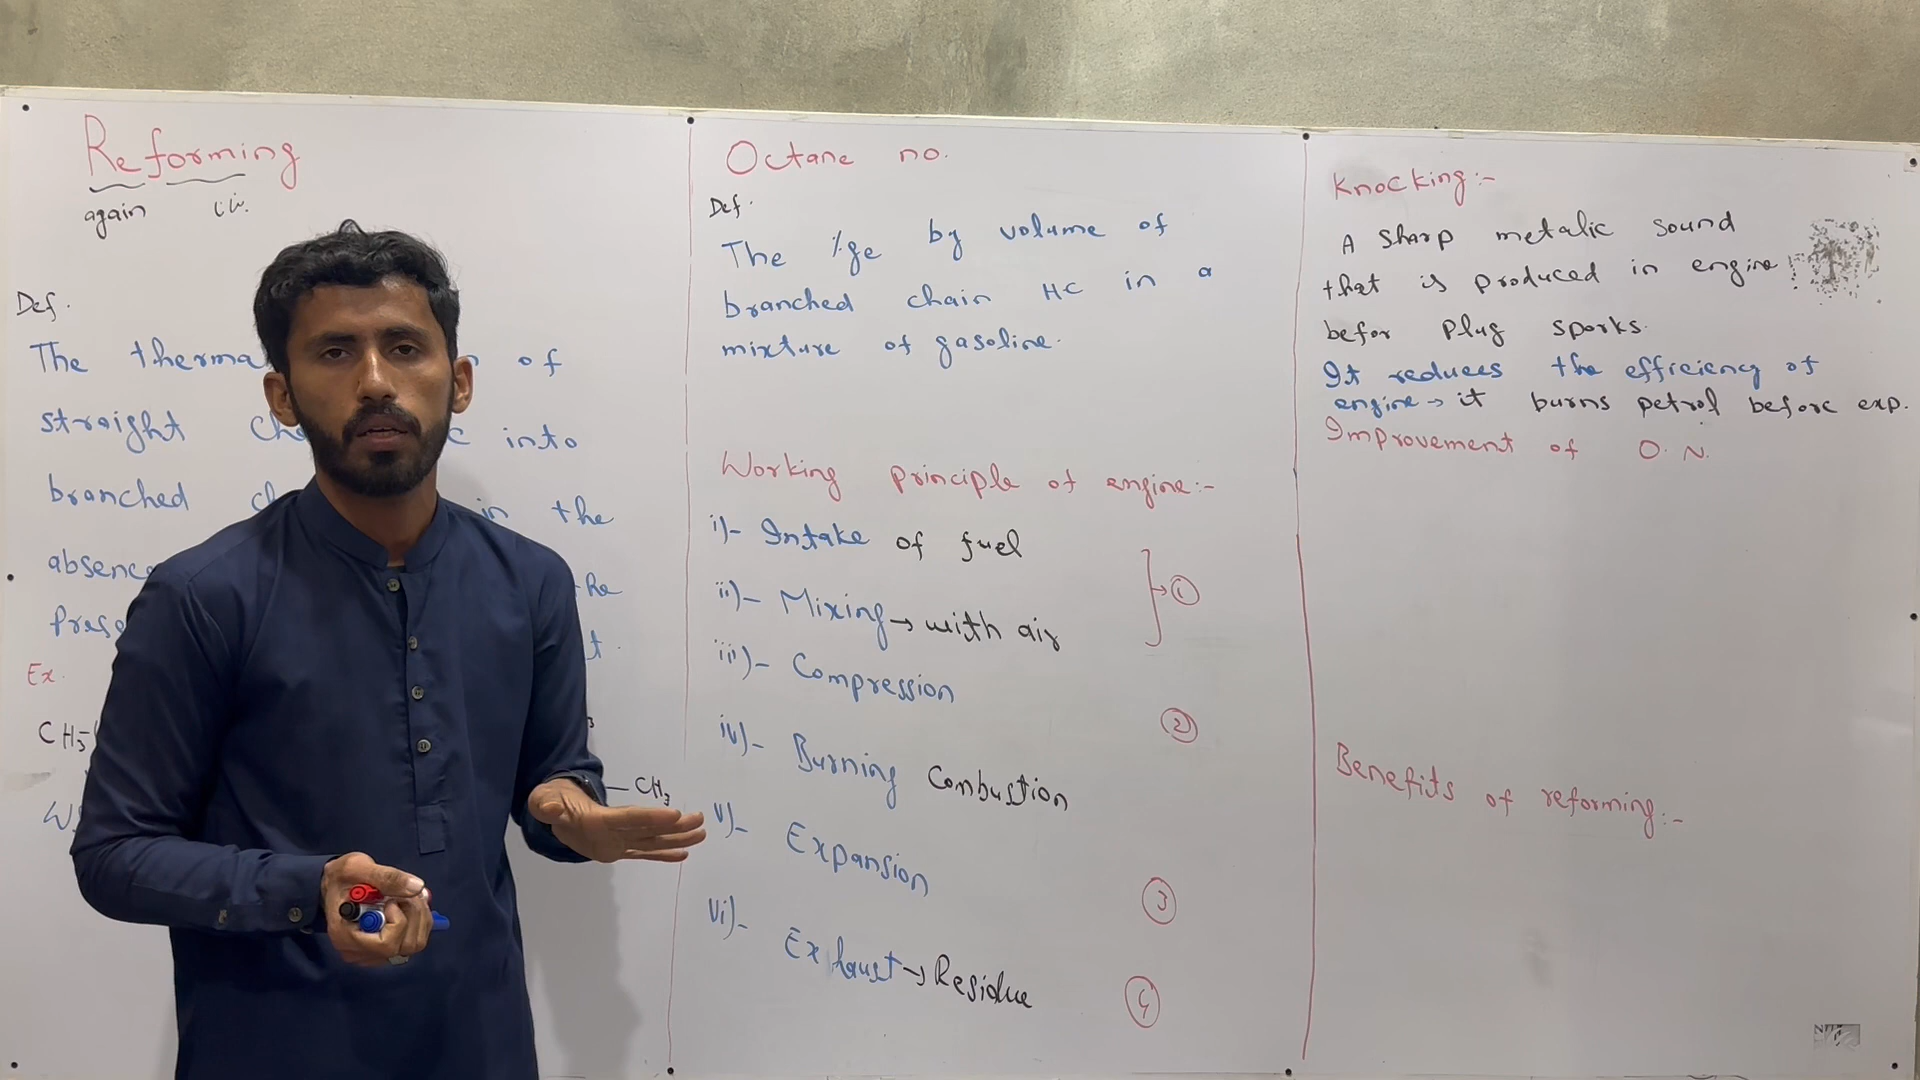 Reforming
again
Def.
The therma of
straight into
branched in the
absence the
Prese t.
Ex.
CH3-
— CH3
Octane no.
Def.
The %ge by volume of
branched chain HC in a
mixture of gasoline.
Working principle of engine:-
i)- Intake of fuel
ii)- Mixing → with air
→ ①
iii)- Compression
②
iv)- Burning Combustion
v)- Expansion
③
vi)- Exhaust → Residue
④
Knocking:-
A Sharp metalic sound
that is produced in engine
befor Plug sparks.
It reduces the efficiency of
engine → it burns petrol before exp.
Improvement of O.N.
Benefits of reforming:-